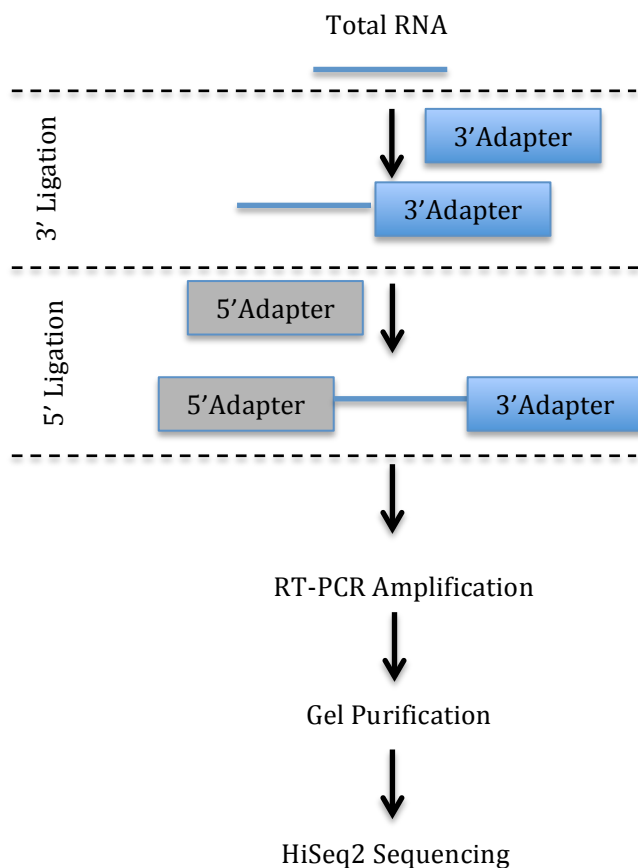 Total RNA
3' Ligation
3'Adapter
3'Adapter
5' Ligation
5'Adapter
5'Adapter
3'Adapter
RT-PCR Amplification
Gel Purification
HiSeq2 Sequencing